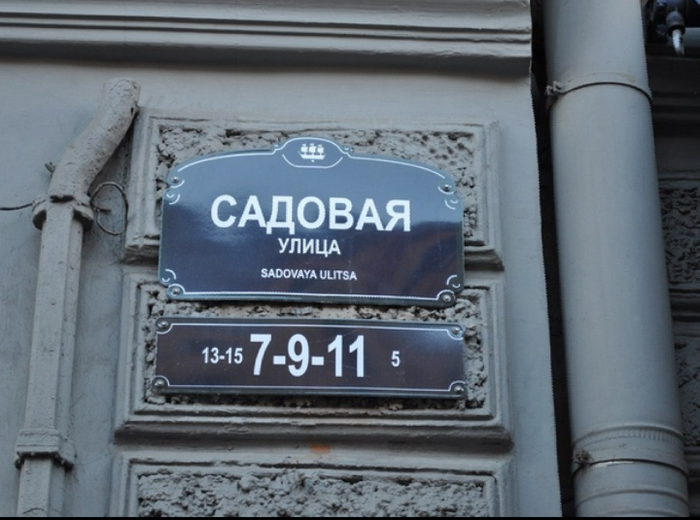 САДОВАЯ
УЛИЦА
SADOVAYA ULITSA
13-15 7-9-11 5